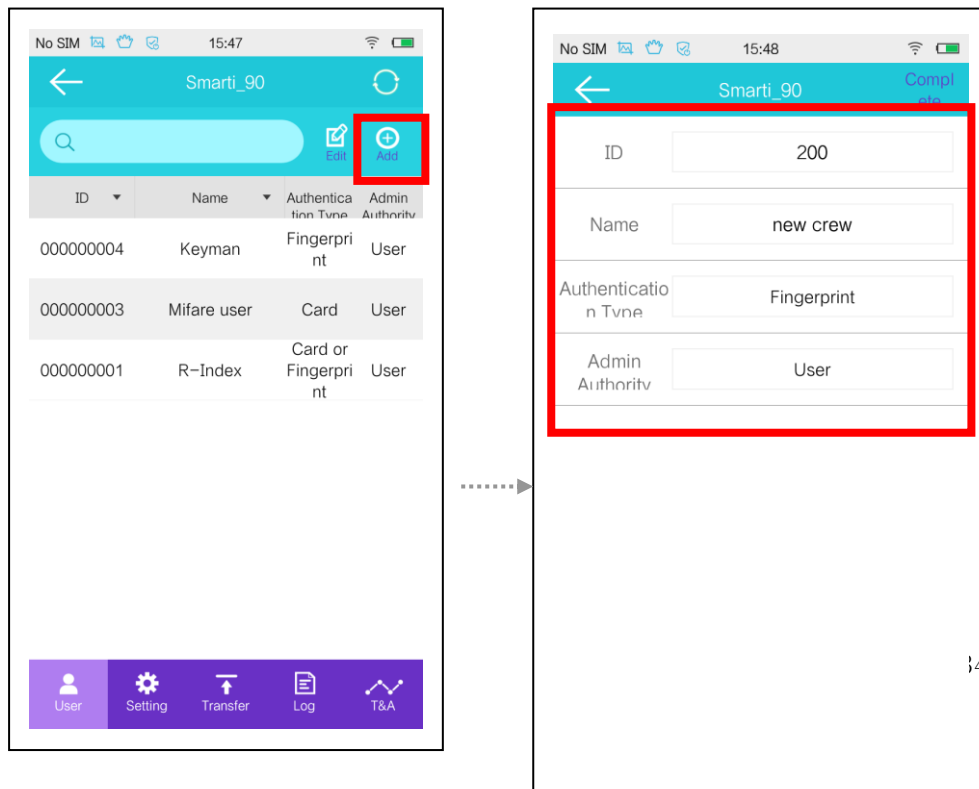 No SIM 15:47
Smarti_90
Edit Add
ID Name Authentica Admin
tion Type Authority
000000004 Keyman Fingerpri User
nt
000000003 Mifare user Card User
Card or
000000001 R-Index Fingerpri User
nt
User Setting Transfer Log T&A
No SIM 15:48
Smarti_90 Compl
ete
ID 200
Name new crew
Authenticatio Fingerprint
n Type
Admin User
Authority